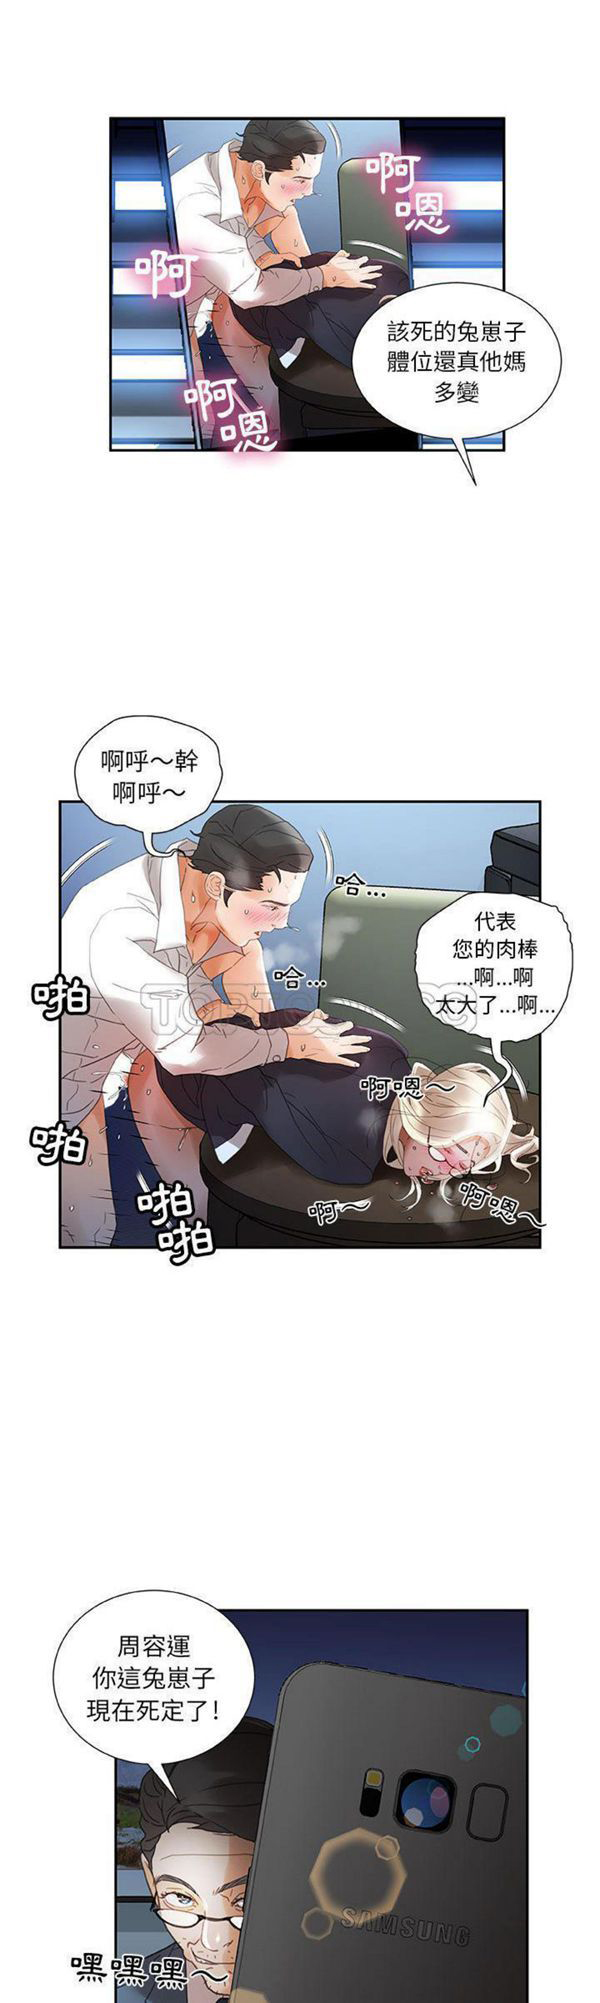 啊
嗯
啊
啊
嗯
該死的兔崽子
體位還真他媽
多變
啊呼～幹
啊呼～
哈...
代表
您的肉棒
...啊...啊
太大了...啊...
哈...
啪
啊嗯～
啪
啪
啪
啊～
啊嗯～
周容運
你這兔崽子
現在死定了!
SAMSUNG
嘿嘿嘿～